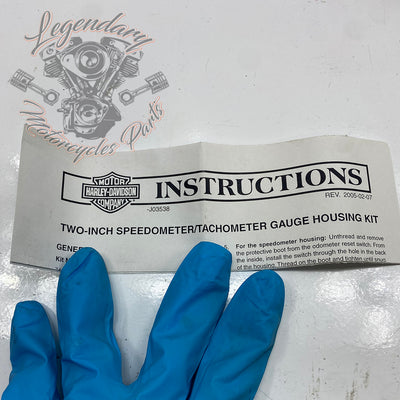 Legendary
Motorcycles Parts
MOTOR
HARLEY-DAVIDSON
COMPANY
INSTRUCTIONS
-J03538
REV. 2005-02-07
TWO-INCH SPEEDOMETER/TACHOMETER GAUGE HOUSING KIT
GENER
Kit N
5. For the speedometer housing: Unthread and remove
the protective boot from the odometer reset switch. From
the inside, install the switch through the hole in the back
of the housing. Thread on the boot and tighten until snug